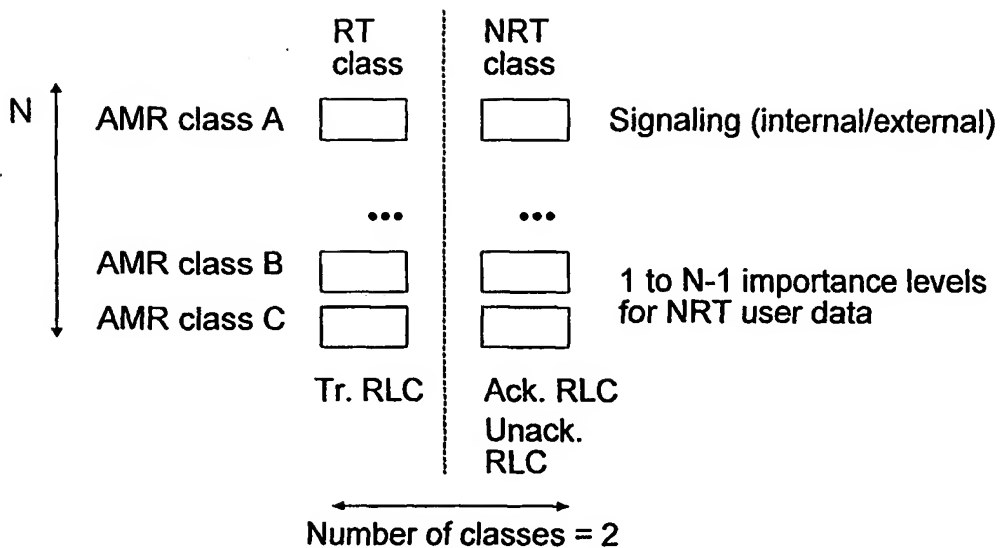 RT
class
NRT
class
N
AMR class A
Signaling (internal/external)
•••
•••
AMR class B
AMR class C
1 to N-1 importance levels
for NRT user data
Tr. RLC
Ack. RLC
Unack.
RLC
Number of classes = 2